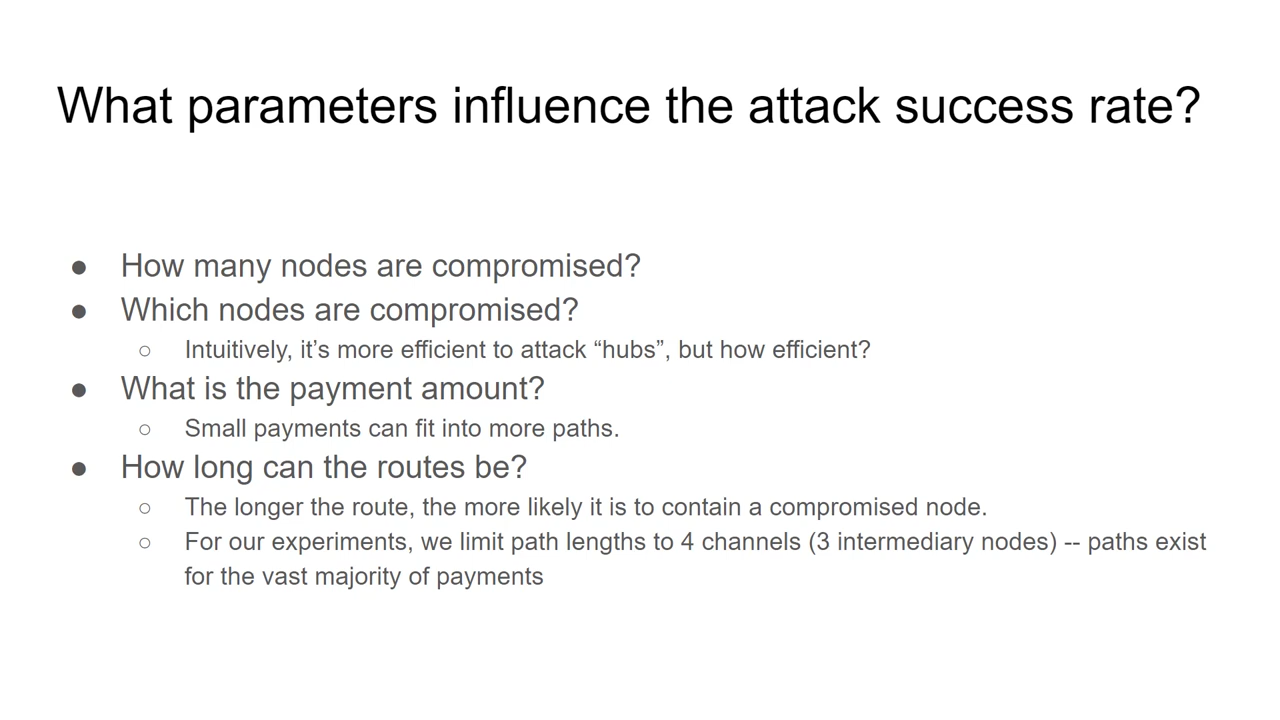 What parameters influence the attack success rate?
● How many nodes are compromised?
● Which nodes are compromised?
○ Intuitively, it’s more efficient to attack “hubs”, but how efficient?
● What is the payment amount?
○ Small payments can fit into more paths.
● How long can the routes be?
○ The longer the route, the more likely it is to contain a compromised node.
○ For our experiments, we limit path lengths to 4 channels (3 intermediary nodes) -- paths exist
for the vast majority of payments